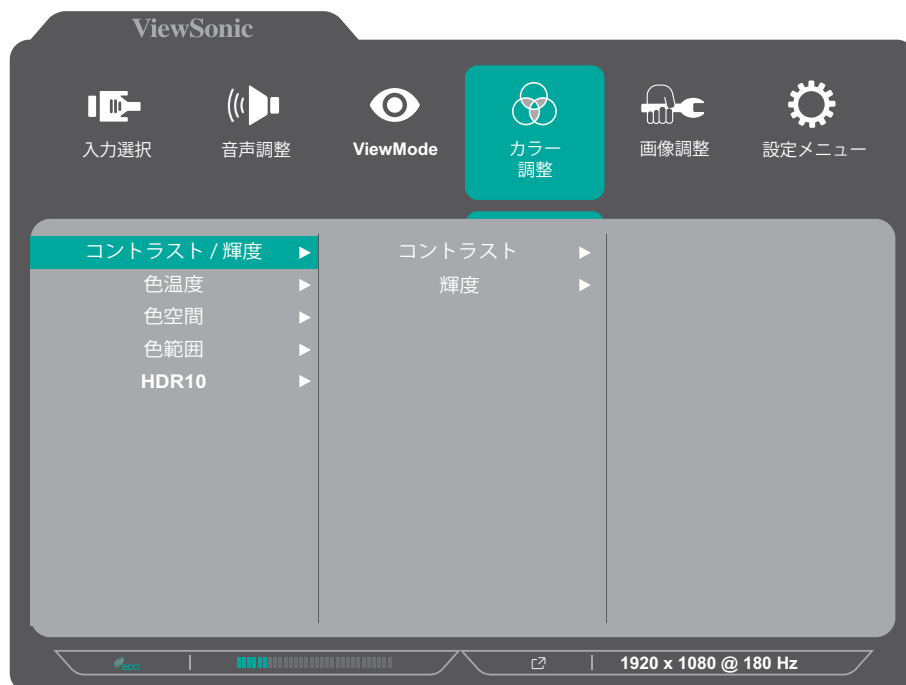 ViewSonic
入力選択
音声調整
ViewMode
カラー
調整
画像調整
設定メニュー
コントラスト / 輝度
色温度
色空間
色範囲
HDR10
コントラスト
輝度
eco
1920 x 1080 @ 180 Hz